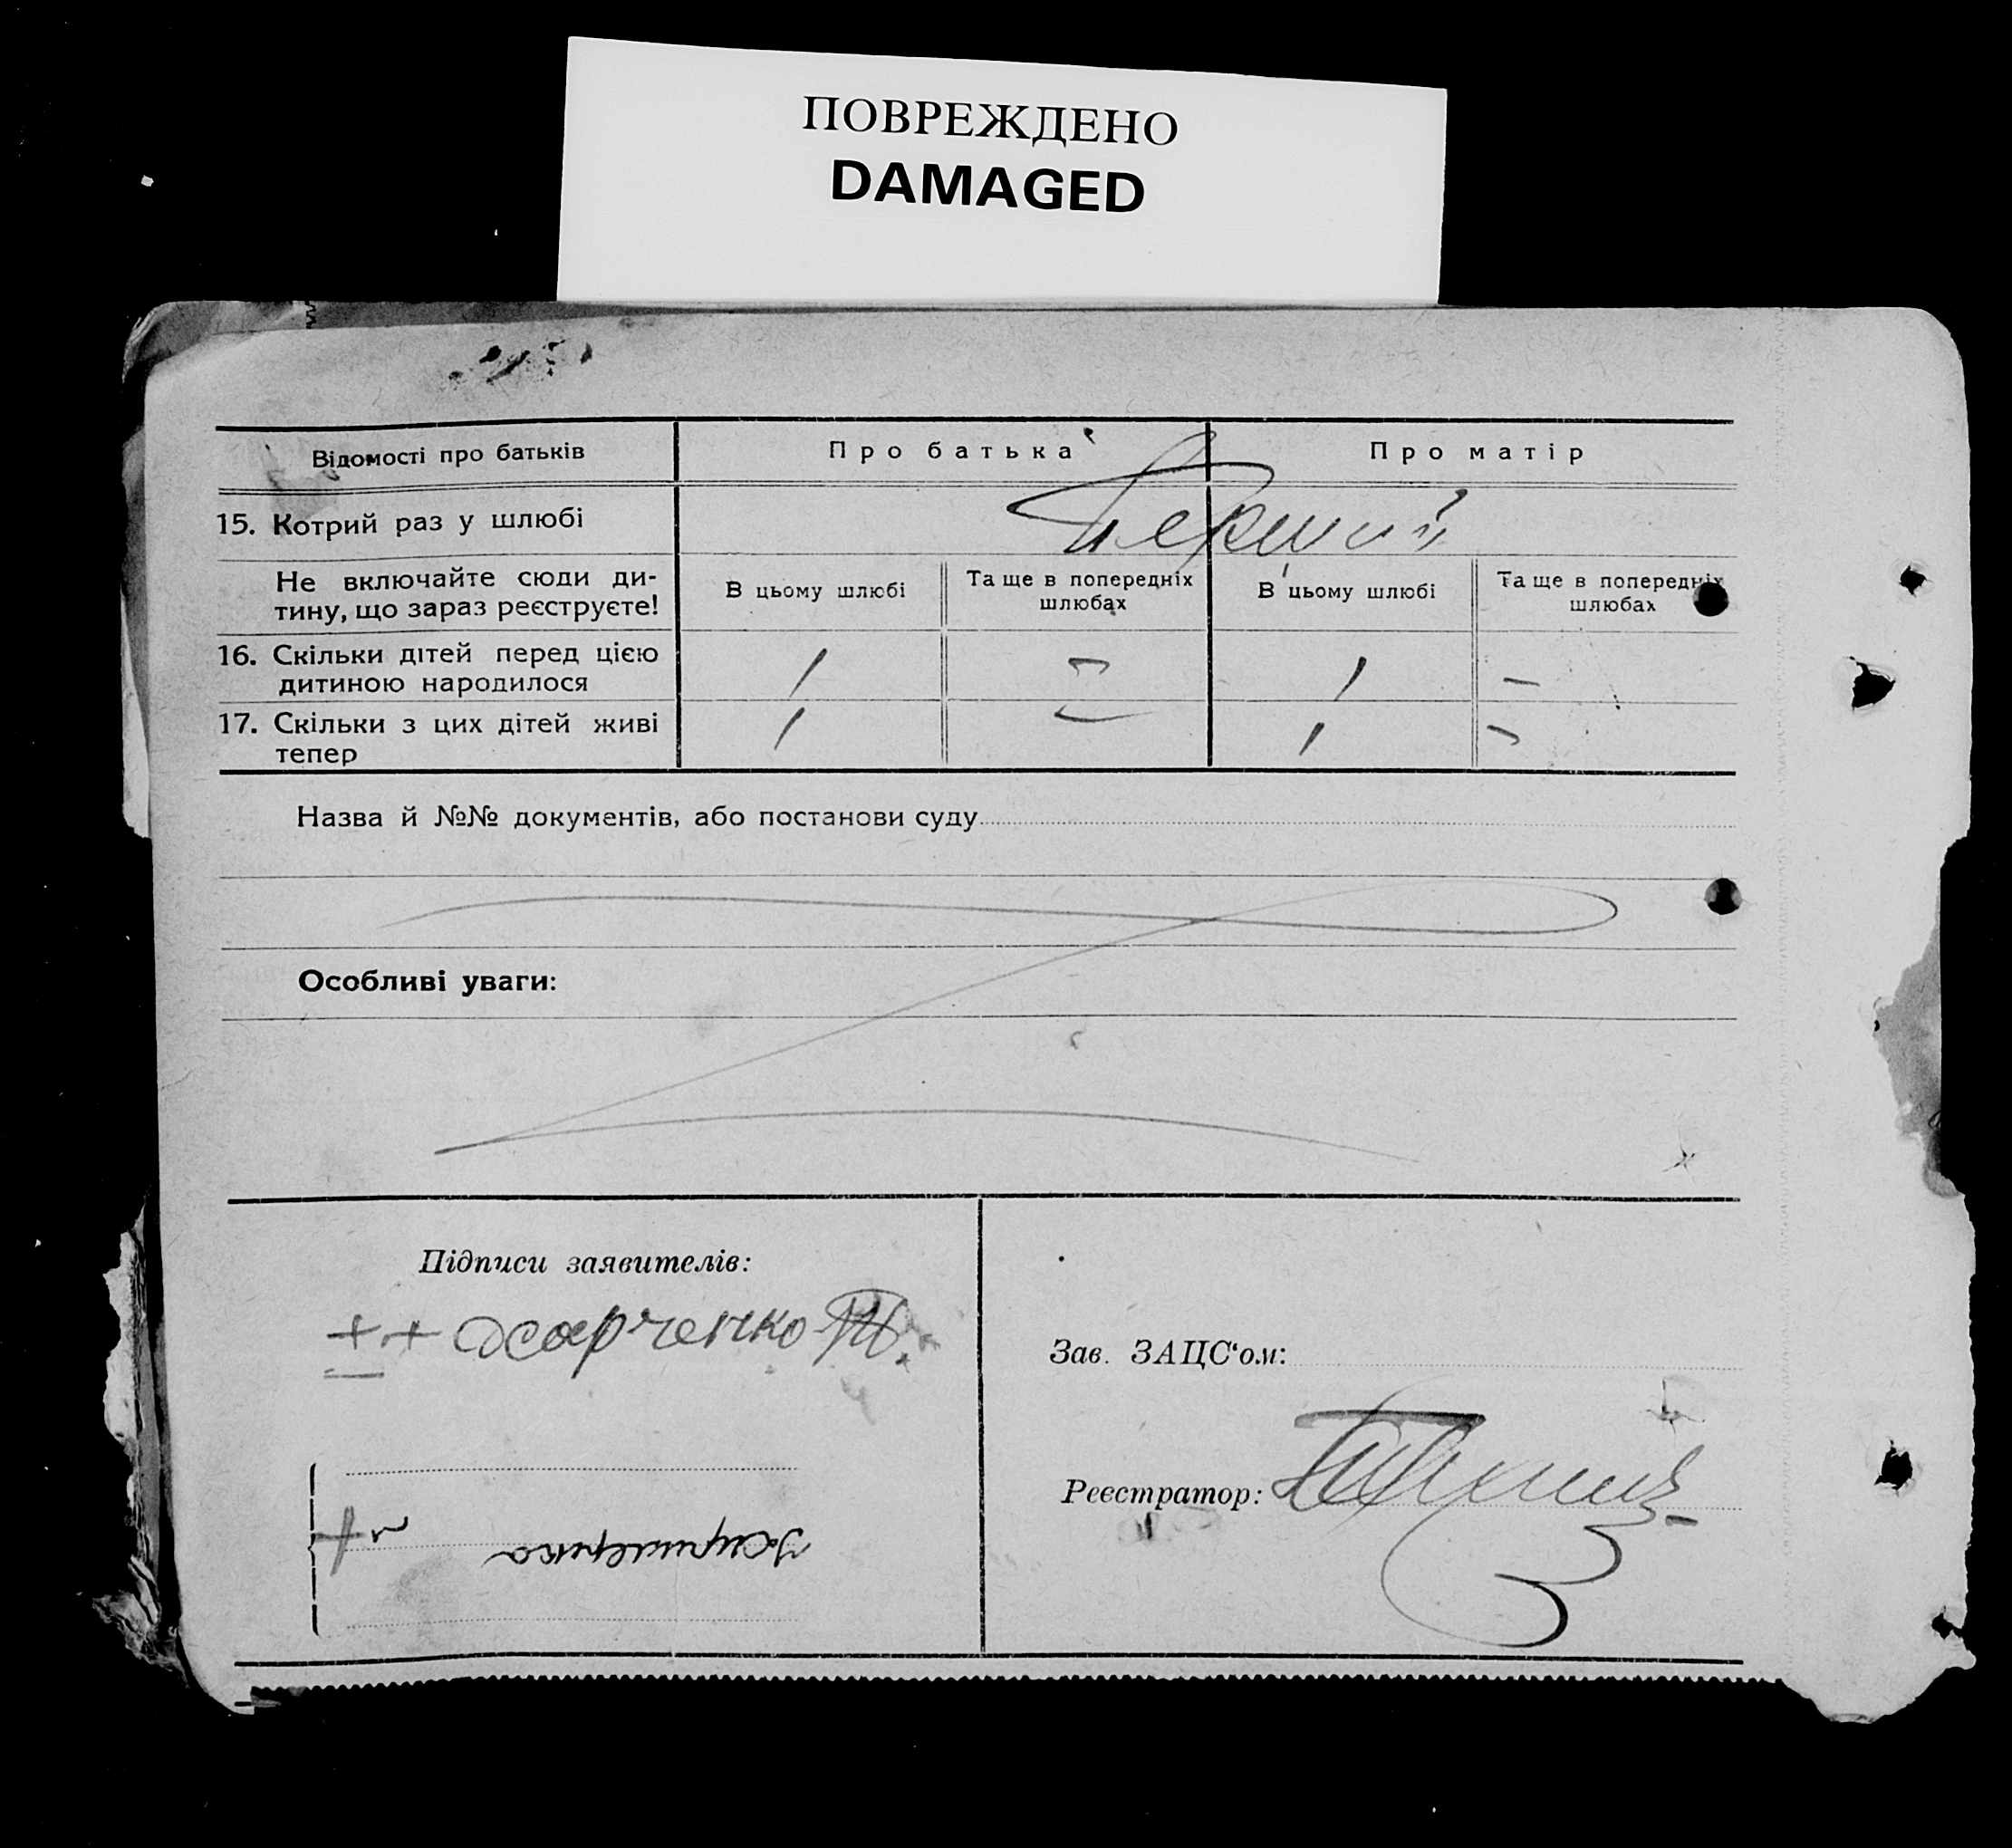 ПОВРЕЖДЕНО
DAMAGED
Відомості про батьків
Про батька
Про матір
15. Котрий раз у шлюбі
Перший
Не включайте сюди ди-
тину, що зараз реєструєте!
В цьому шлюбі
Та ще в попередніх
шлюбах
В цьому шлюбі
Та ще в попередніх
шлюбах
16. Скільки дітей перед цією
дитиною народилося
1 – 1 –
17. Скільки з цих дітей живі
тепер
1 – 1 –
Назва й №№ документів, або постанови суду
Особливі уваги:
Підписи заявителів:
++
Зав. ЗАЦС‘ом:
Реєстратор: